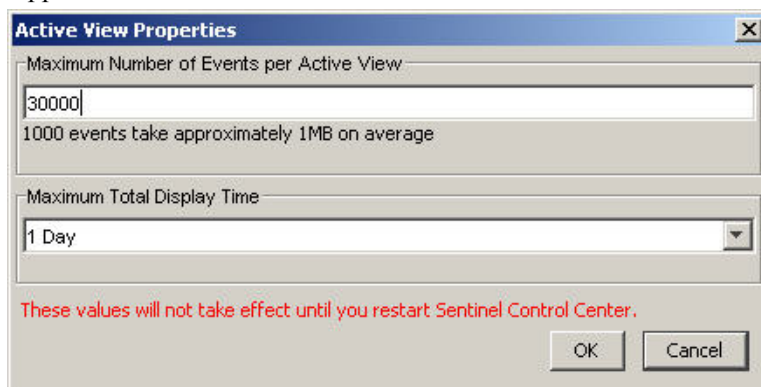 Active View Properties
Maximum Number of Events per Active View
30000
1000 events take approximately 1MB on average
Maximum Total Display Time
1 Day
These values will not take effect until you restart Sentinel Control Center.
OK Cancel